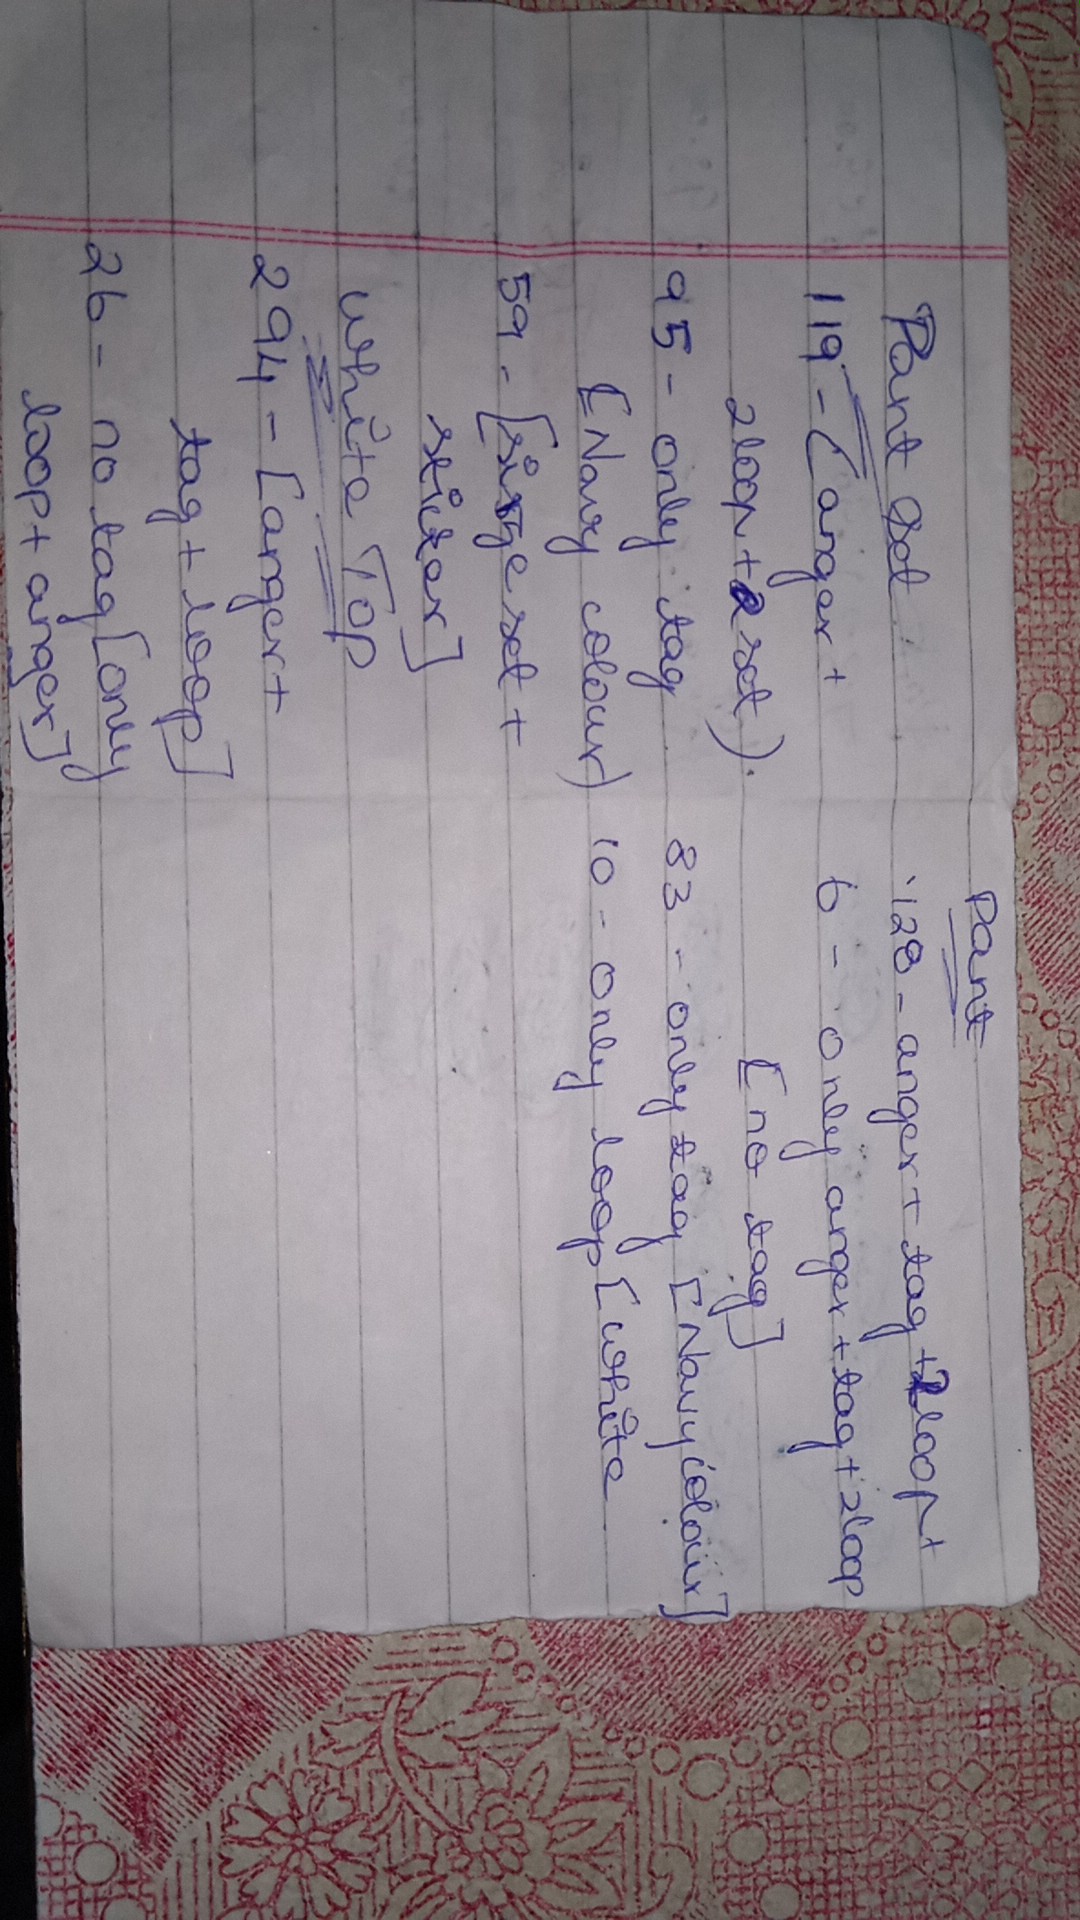 Pant set
119 - (anger +
2loop + 2 set).
95 - only tag
[Navy colour)
59 - [sizge set +
sticker]
White Top
294 - [anger +
tag + loop]
26 - no tag [only
loop + anger]
Pant
128 - anger + tag + 2loop +
6 - only anger + tag + 2loop
[no tag]
83 - only tag [Navy colour]
10 - only loop [white